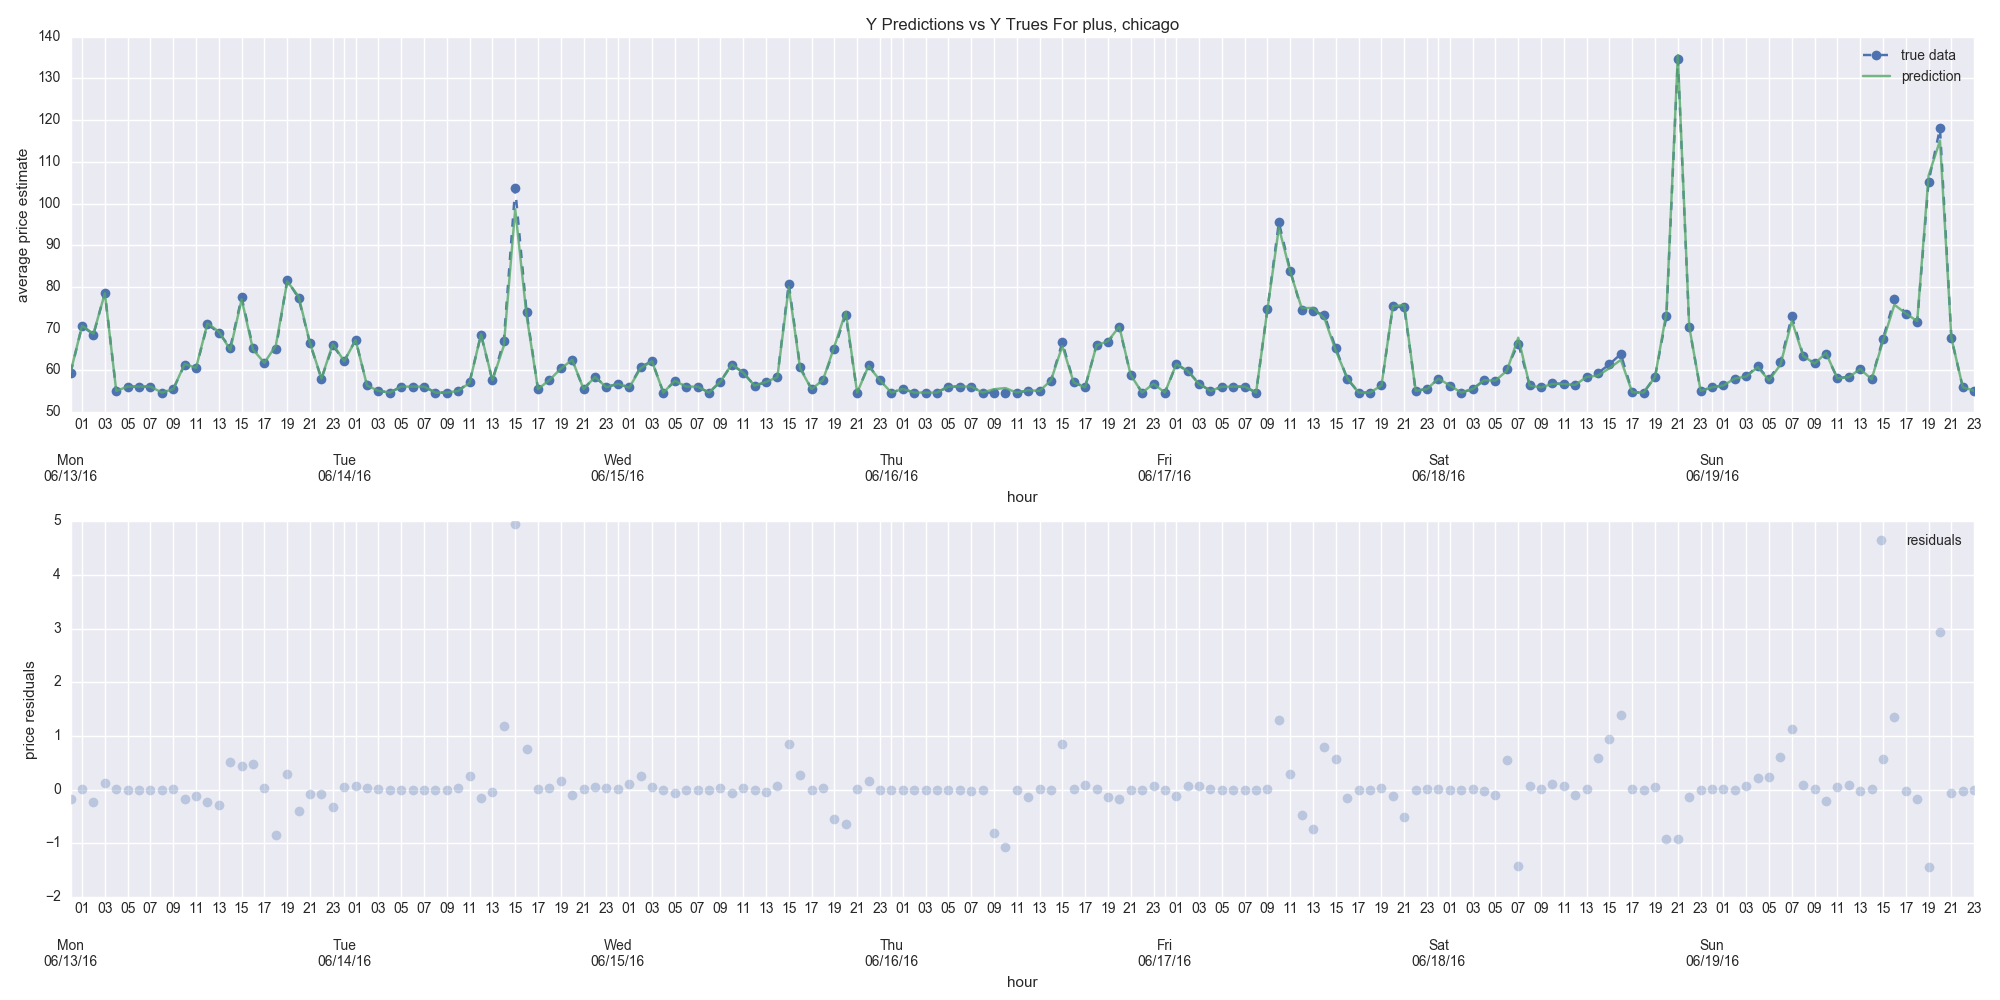 Y Predictions vs Y Trues For plus, chicago
140
true data
prediction
130
120
110
100
90
80
70
60
50
average price estimate
01 03 05 07 09 11 13 15 17 19 21 23 01 03 05 07 09 11 13 15 17 19 21 23 01 03 05 07 09 11 13 15 17 19 21 23 01 03 05 07 09 11 13 15 17 19 21 23 01 03 05 07 09 11 13 15 17 19 21 23 01 03 05 07 09 11 13 15 17 19 21 23 01 03 05 07 09 11 13 15 17 19 21 23
Mon Tue Wed Thu Fri Sat Sun
06/13/16 06/14/16 06/15/16 06/16/16 06/17/16 06/18/16 06/19/16
hour
5
residuals
4
3
2
1
0
−1
−2
price residuals
01 03 05 07 09 11 13 15 17 19 21 23 01 03 05 07 09 11 13 15 17 19 21 23 01 03 05 07 09 11 13 15 17 19 21 23 01 03 05 07 09 11 13 15 17 19 21 23 01 03 05 07 09 11 13 15 17 19 21 23 01 03 05 07 09 11 13 15 17 19 21 23 01 03 05 07 09 11 13 15 17 19 21 23
Mon Tue Wed Thu Fri Sat Sun
06/13/16 06/14/16 06/15/16 06/16/16 06/17/16 06/18/16 06/19/16
hour